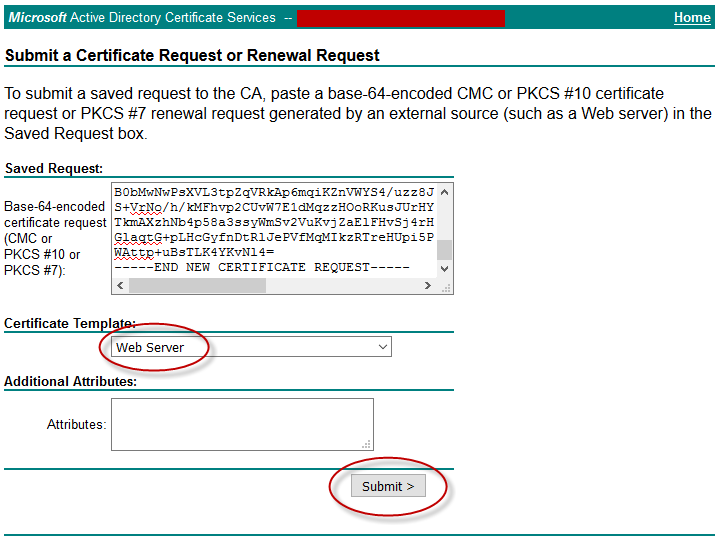 Microsoft Active Directory Certificate Services --
Home
Submit a Certificate Request or Renewal Request
To submit a saved request to the CA, paste a base-64-encoded CMC or PKCS #10 certificate
request or PKCS #7 renewal request generated by an external source (such as a Web server) in the
Saved Request box.
Saved Request:
Base-64-encoded
certificate request
(CMC or
PKCS #10 or
PKCS #7):
B0bMwNwPsXVL3tpZqVRkAp6mqiKZnVWYS4/uzz8J
S+VrNo/h/kMFhvp2CUvW7E1dMqzzHOoRKusJUrHY
TkmAXzhNb4p58a3ssyWmSv2VuKvjZaElFHvSj4rH
GlaqtG+pLHcGyfnDtRlJePVfMqMIkzRTreHUpi5P
WAttp+uBsTLK4YKvNl4=
-----END NEW CERTIFICATE REQUEST-----
Certificate Template:
Web Server
Additional Attributes:
Attributes:
Submit >